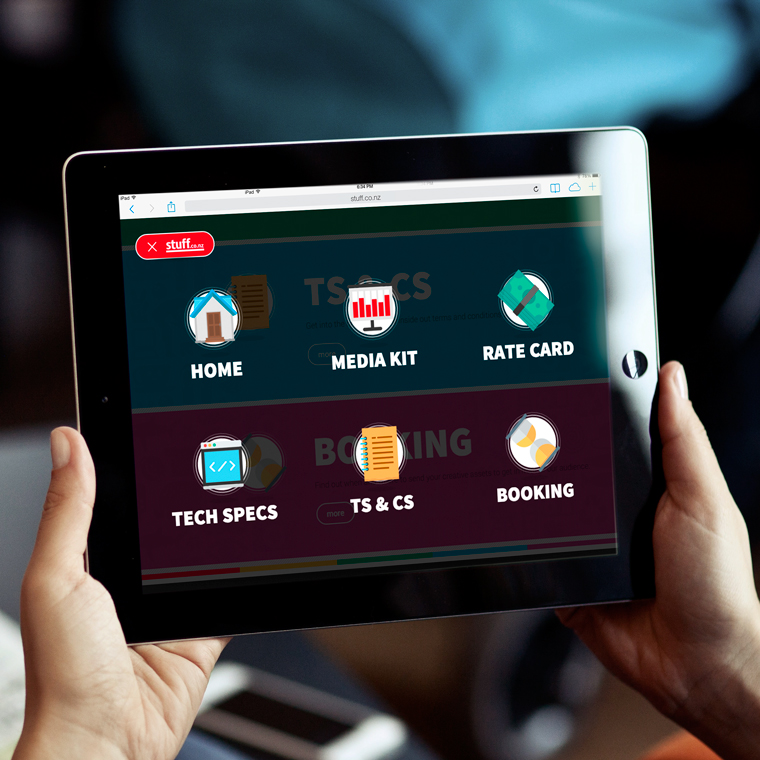 iPad
iPad
6:34 PM
stuff.co.nz
stuff.co.nz
TS & CS
more
HOME
MEDIA KIT
RATE CARD
BOOKING
more
TECH SPECS
TS & CS
BOOKING